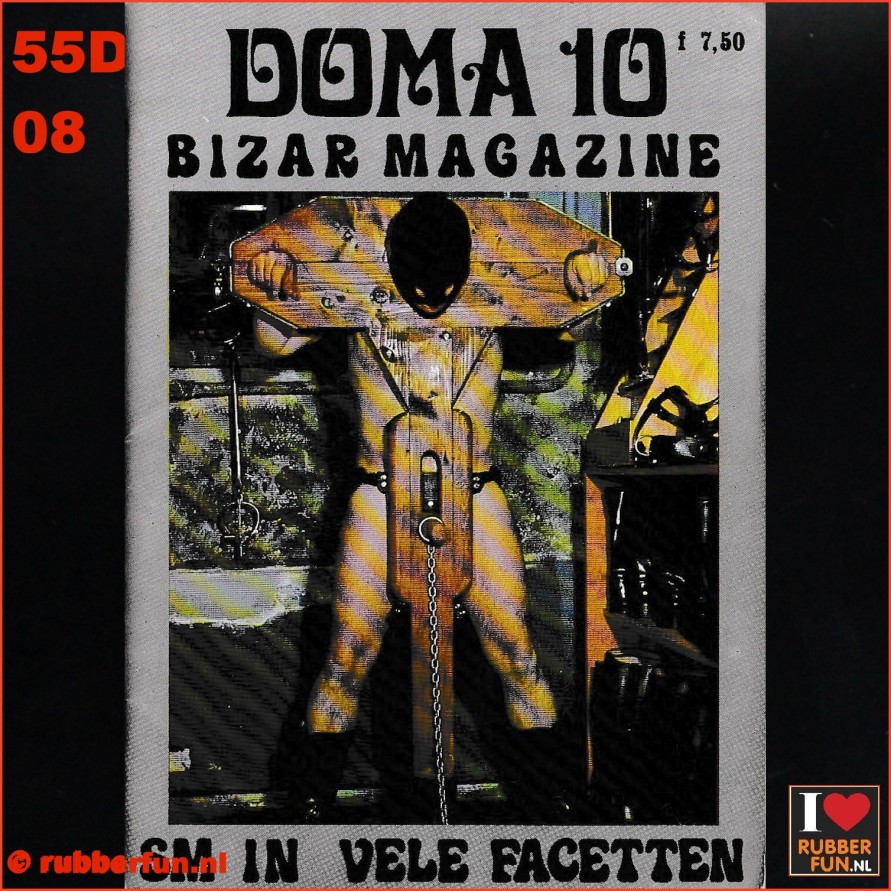 55D
08
DOMA 10
f 7,50
BIZAR MAGAZINE
SM IN VELE FACETTEN
© rubberfun.nl
I
RUBBER
FUN.NL